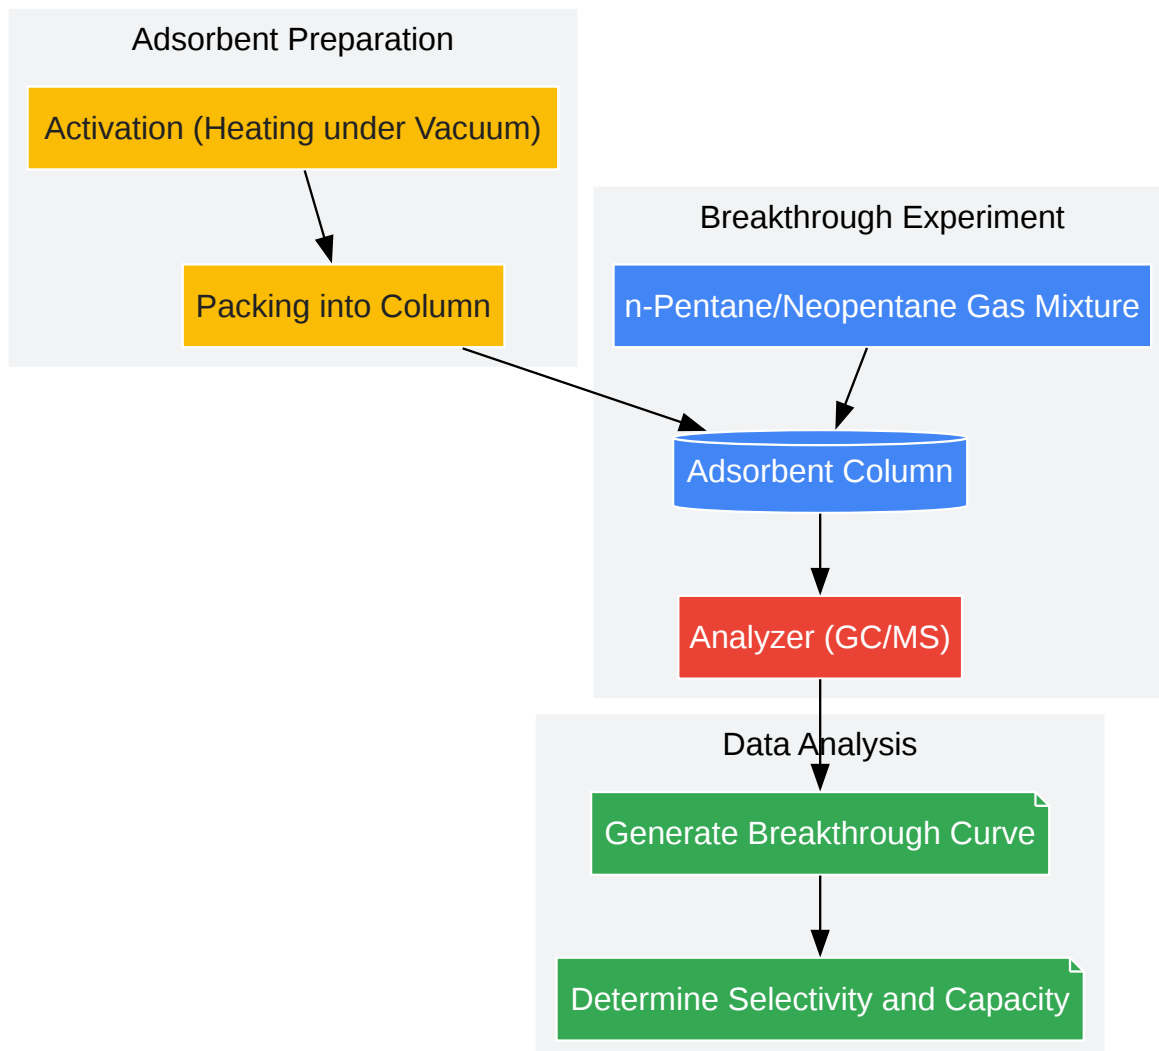 Adsorbent Preparation
Activation (Heating under Vacuum)
Packing into Column
Breakthrough Experiment
n-Pentane/Neopentane Gas Mixture
Adsorbent Column
Analyzer (GC/MS)
Data Analysis
Generate Breakthrough Curve
Determine Selectivity and Capacity